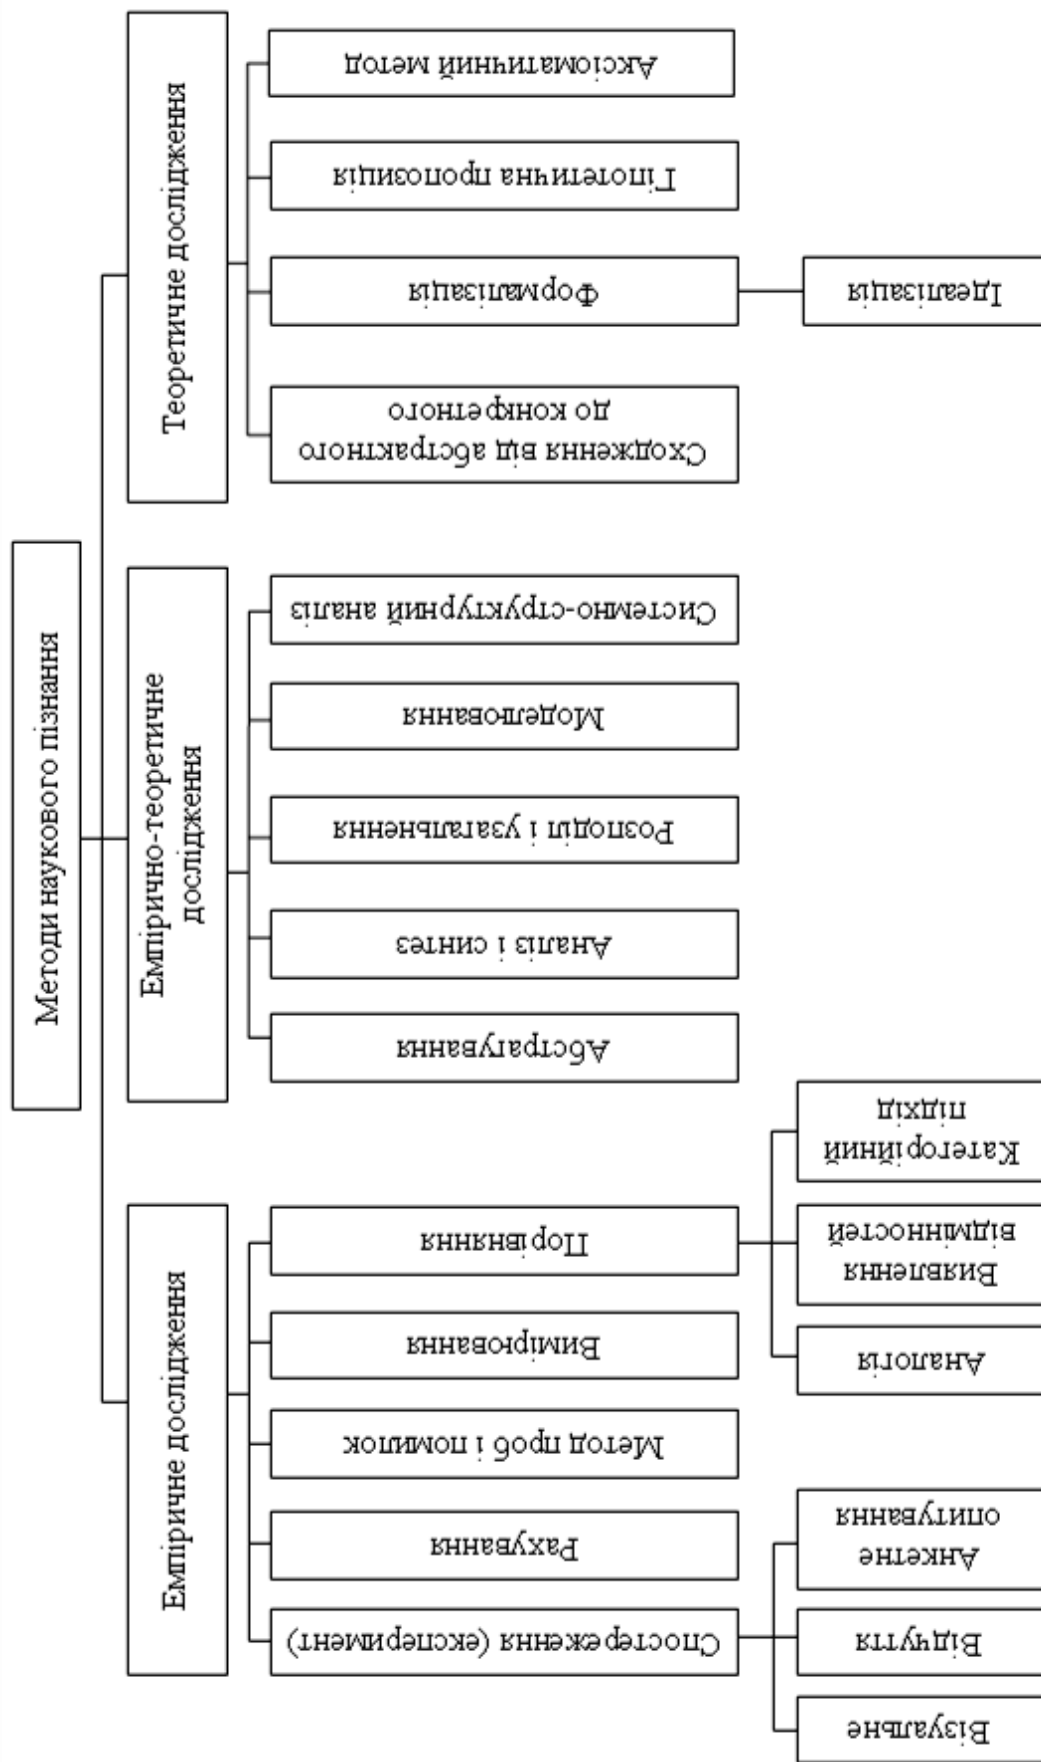 Методи наукового пізнання
Емпіричне дослідження
Спостереження (експеримент)
Візуальне
Відчуття
Анкетне
опитування
Рахування
Метод проб і помилок
Вимірювання
Порівняння
Аналогія
Виявлення
відмінностей
Категорійний
підхід
Емпірично-теоретичне
дослідження
Абстрагування
Аналіз і синтез
Розподіл і узагальнення
Моделювання
Системно-структурний аналіз
Теоретичне дослідження
Сходження від абстрактного
до конкретного
Формалізація
Ідеалізація
Гіпотетична пропозиція
Аксіоматичний метод